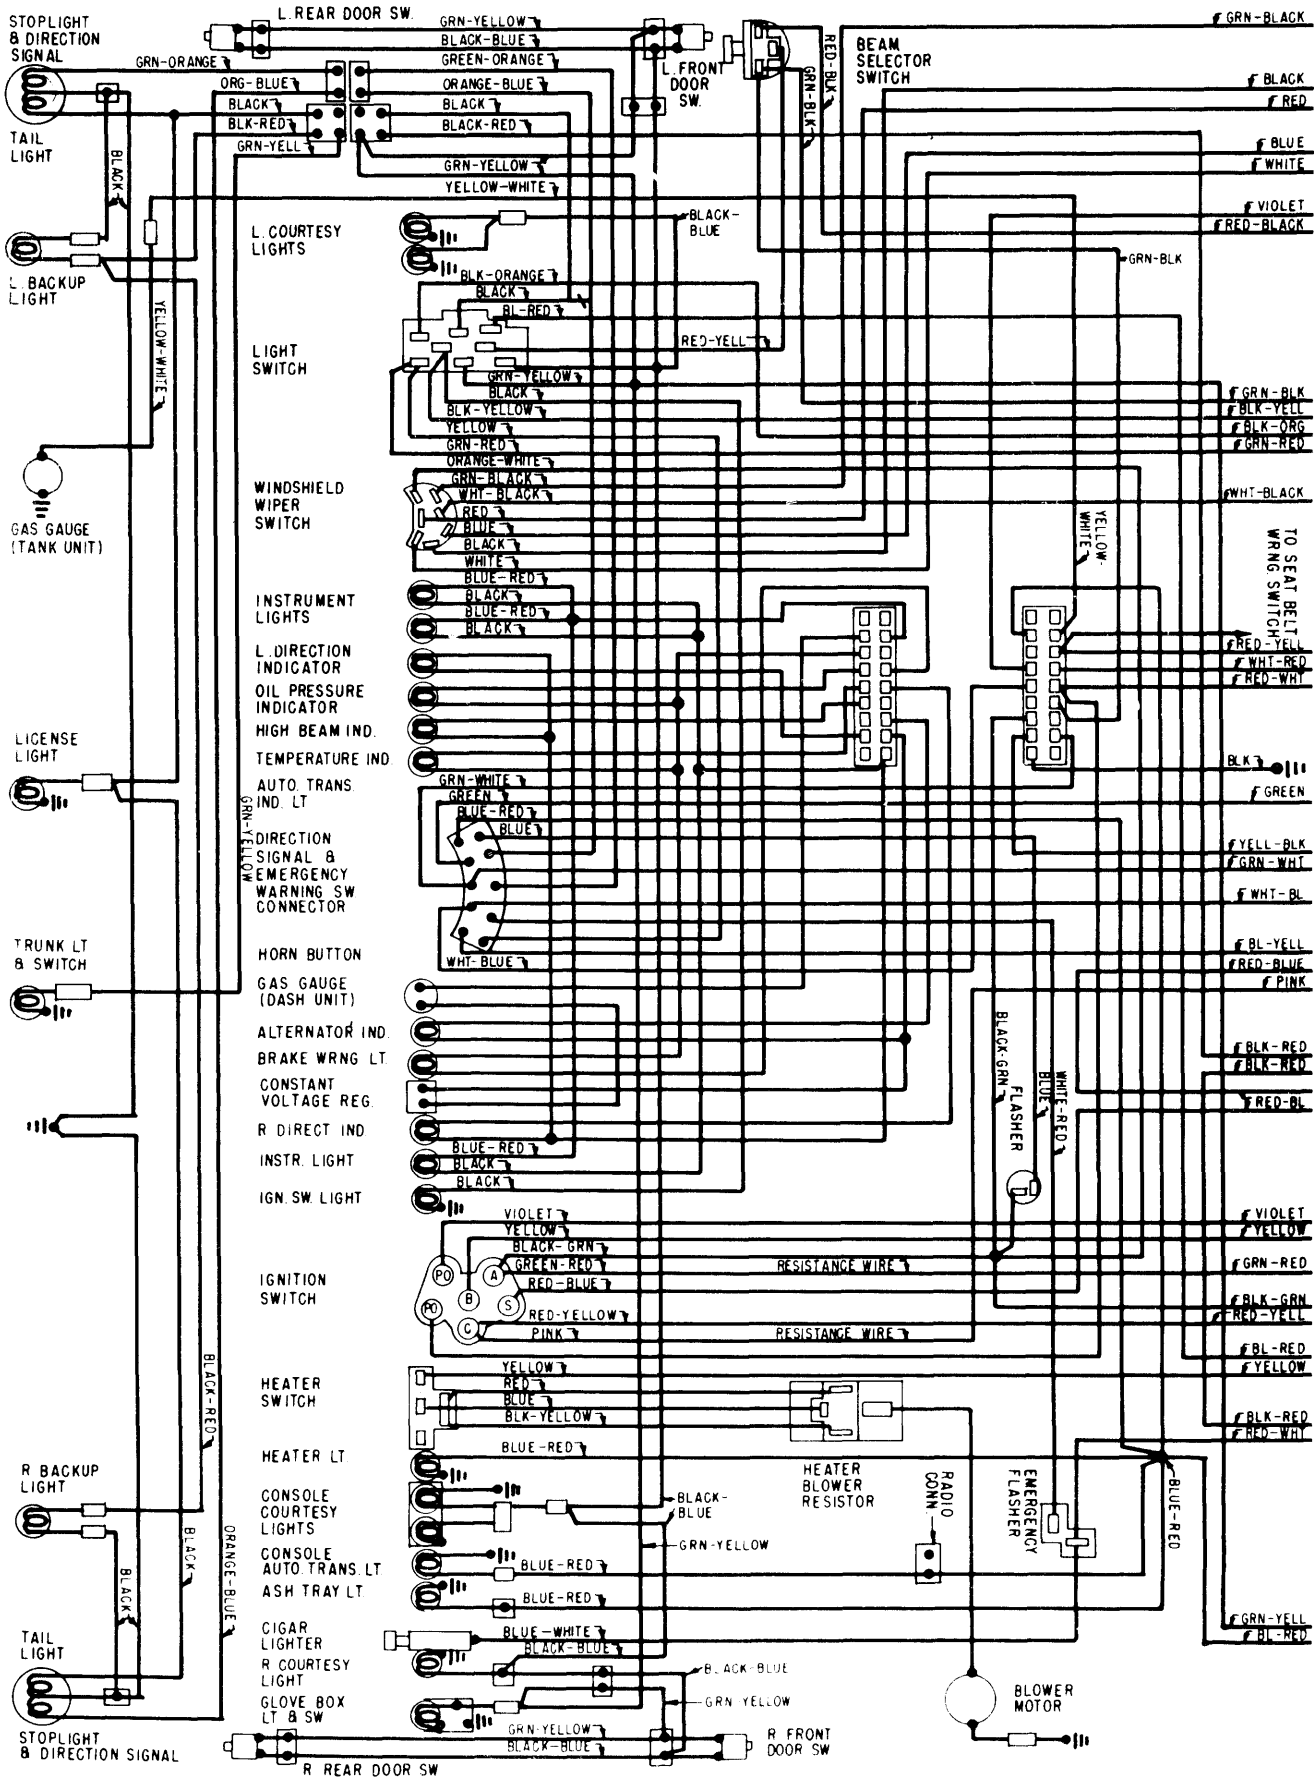 STOPLIGHT
& DIRECTION
SIGNAL
TAIL
LIGHT
L. BACKUP
LIGHT
GAS GAUGE
(TANK UNIT)
LICENSE
LIGHT
TRUNK LT
& SWITCH
R BACKUP
LIGHT
TAIL
LIGHT
STOPLIGHT
& DIRECTION SIGNAL
GRN-ORANGE
ORG-BLUE
BLACK
BLK-RED
GRN-YELL
BLACK
YELLOW-WHITE
GRN-YELLOW
BLACK-RED
BLACK
ORANGE-BLUE
BLACK
L. REAR DOOR SW.
GRN-YELLOW
BLACK-BLUE
GREEN-ORANGE
ORANGE-BLUE
BLACK
BLACK-RED
GRN-YELLOW
YELLOW-WHITE
L. FRONT
DOOR
SW.
RED-BLK
GRN-BLK
BEAM
SELECTOR
SWITCH
L. COURTESY
LIGHTS
BLACK-
BLUE
GRN-BLK
BLK-ORANGE
BLACK
BL-RED
RED-YELL
LIGHT
SWITCH
GRN-YELLOW
BLACK
BLK-YELLOW
YELLOW
GRN-RED
ORANGE-WHITE
GRN-BLACK
WHT-BLACK
RED
BLUE
BLACK
WHITE
WINDSHIELD
WIPER
SWITCH
BLUE-RED
BLACK
BLUE-RED
BLACK
INSTRUMENT
LIGHTS
L. DIRECTION
INDICATOR
OIL PRESSURE
INDICATOR
HIGH BEAM IND.
TEMPERATURE IND.
AUTO. TRANS.
IND. LT
GRN-WHITE
GREEN
BLUE-RED
BLUE
DIRECTION
SIGNAL &
EMERGENCY
WARNING SW
CONNECTOR
HORN BUTTON
WHT-BLUE
GAS GAUGE
(DASH UNIT)
ALTERNATOR IND.
BRAKE WRNG LT.
CONSTANT
VOLTAGE REG.
R DIRECT IND.
INSTR. LIGHT
IGN. SW. LIGHT
BLUE-RED
BLACK
BLACK
VIOLET
YELLOW
BLACK-GRN
GREEN-RED
RED-BLUE
RED-YELLOW
PINK
IGNITION
SWITCH
PO
A
B
S
PO
C
RESISTANCE WIRE
RESISTANCE WIRE
HEATER
SWITCH
YELLOW
RED
BLUE
BLK-YELLOW
HEATER LT.
BLUE-RED
HEATER
BLOWER
RESISTOR
CONSOLE
COURTESY
LIGHTS
BLACK-
BLUE
GRN-YELLOW
CONSOLE
AUTO. TRANS. LT.
BLUE-RED
ASH TRAY LT.
BLUE-RED
CIGAR
LIGHTER
BLUE-WHITE
BLACK-BLUE
R COURTESY
LIGHT
BLACK-BLUE
GRN-YELLOW
GLOVE BOX
LT & SW
GRN-YELLOW
BLACK-BLUE
R REAR DOOR SW
R FRONT
DOOR SW
RADIO
CONN.
EMERGENCY
FLASHER
BLUE-RED
BLOWER
MOTOR
YELLOW-
WHITE
TO SEAT BELT
WRNG SWITCH
BLACK-GRN
FLASHER
BLUE
WHITE-RED
GRN-BLACK
BLACK
RED
BLUE
WHITE
VIOLET
RED-BLACK
GRN-BLK
BLK-YELL
BLK-ORG
GRN-RED
WHT-BLACK
RED-YELL
WHT-RED
RED-WHT
BLK
GREEN
YELL-BLK
GRN-WHT
WHT-BL
BL-YELL
RED-BLUE
PINK
BLK-RED
BLK-RED
RED-BL
VIOLET
YELLOW
GRN-RED
BLK-GRN
RED-YELL
BL-RED
YELLOW
BLK-RED
RED-WHT
GRN-YELL
BL-RED